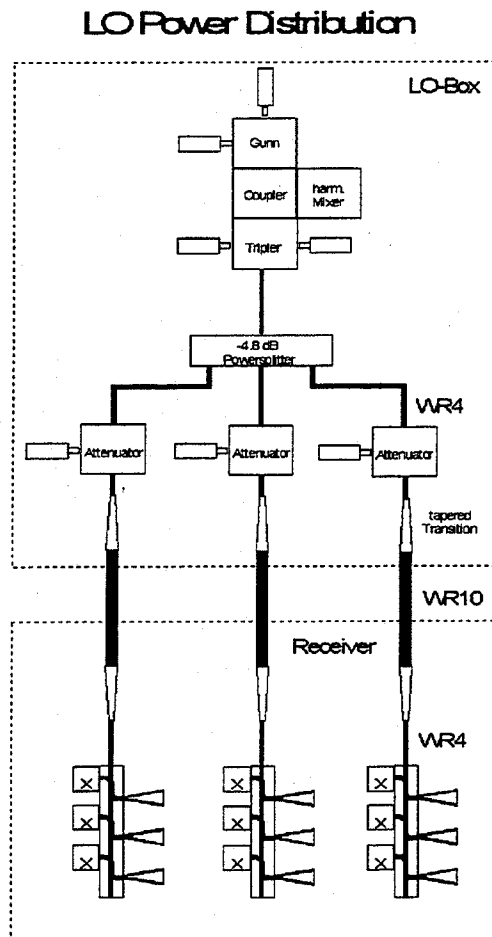 LO Power Distribution
LO-Box
Gunn
Coupler
harm.
Mixer
Tripler
-4.8 dB
Powersplitter
WR4
Attenuator
Attenuator
Attenuator
tapered
Transition
WR10
Receiver
WR4
X
X
X
X
X
X
X
X
X